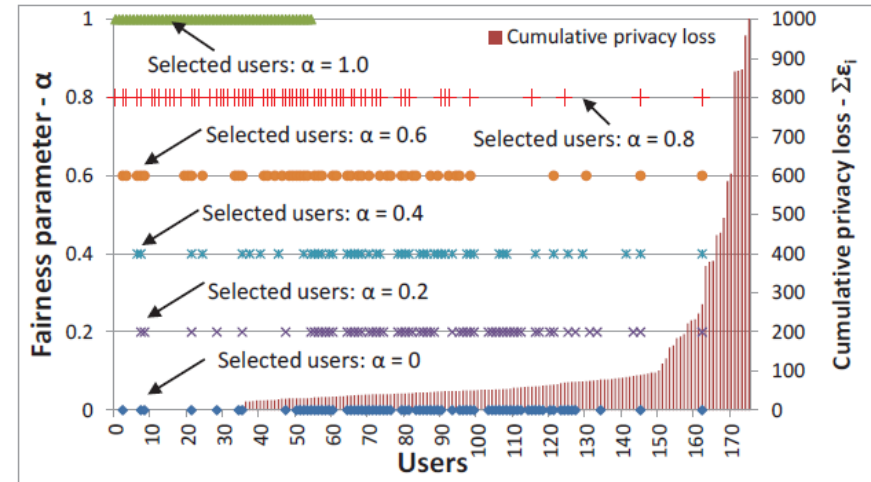 Fairness parameter - α
1
0.8
0.6
0.4
0.2
0
Cumulative privacy loss
Selected users: α = 1.0
Selected users: α = 0.6
Selected users: α = 0.8
Selected users: α = 0.4
Selected users: α = 0.2
Selected users: α = 0
1000
900
800
700
600
500
400
300
200
100
0
Cumulative privacy loss - Σεi
0 10 20 30 40 50 60 70 80 90 100 110 120 130 140 150 160 170
Users